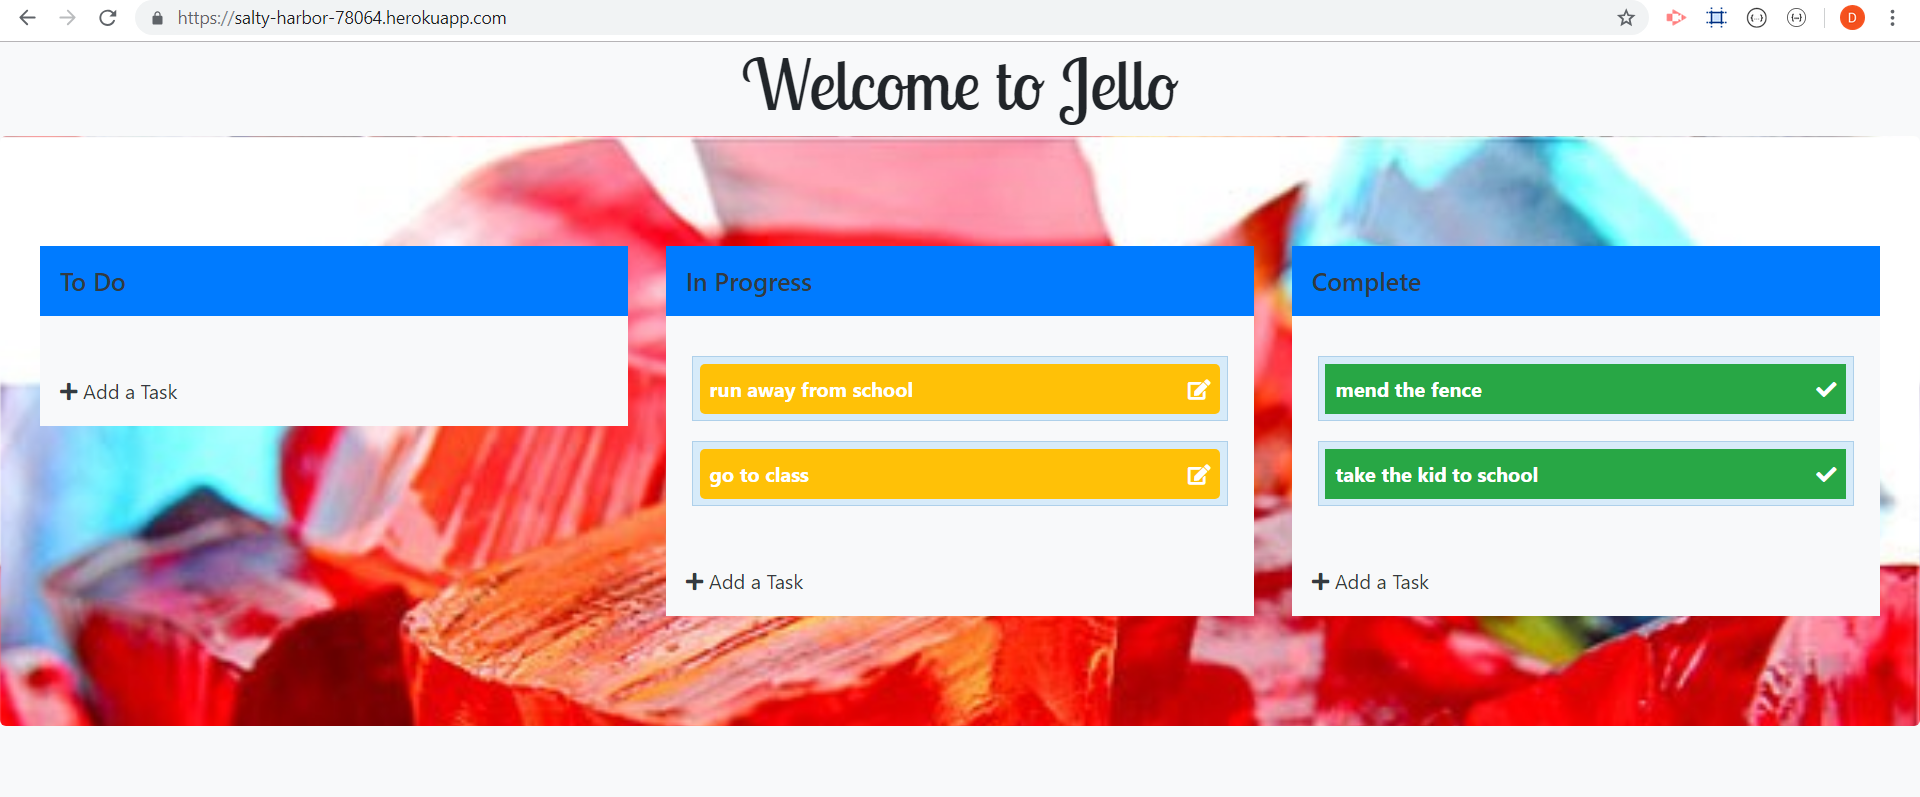 https://salty-harbor-78064.herokuapp.com
D
Welcome to Jello
To Do
Add a Task
In Progress
run away from school
go to class
Add a Task
Complete
mend the fence
take the kid to school
Add a Task